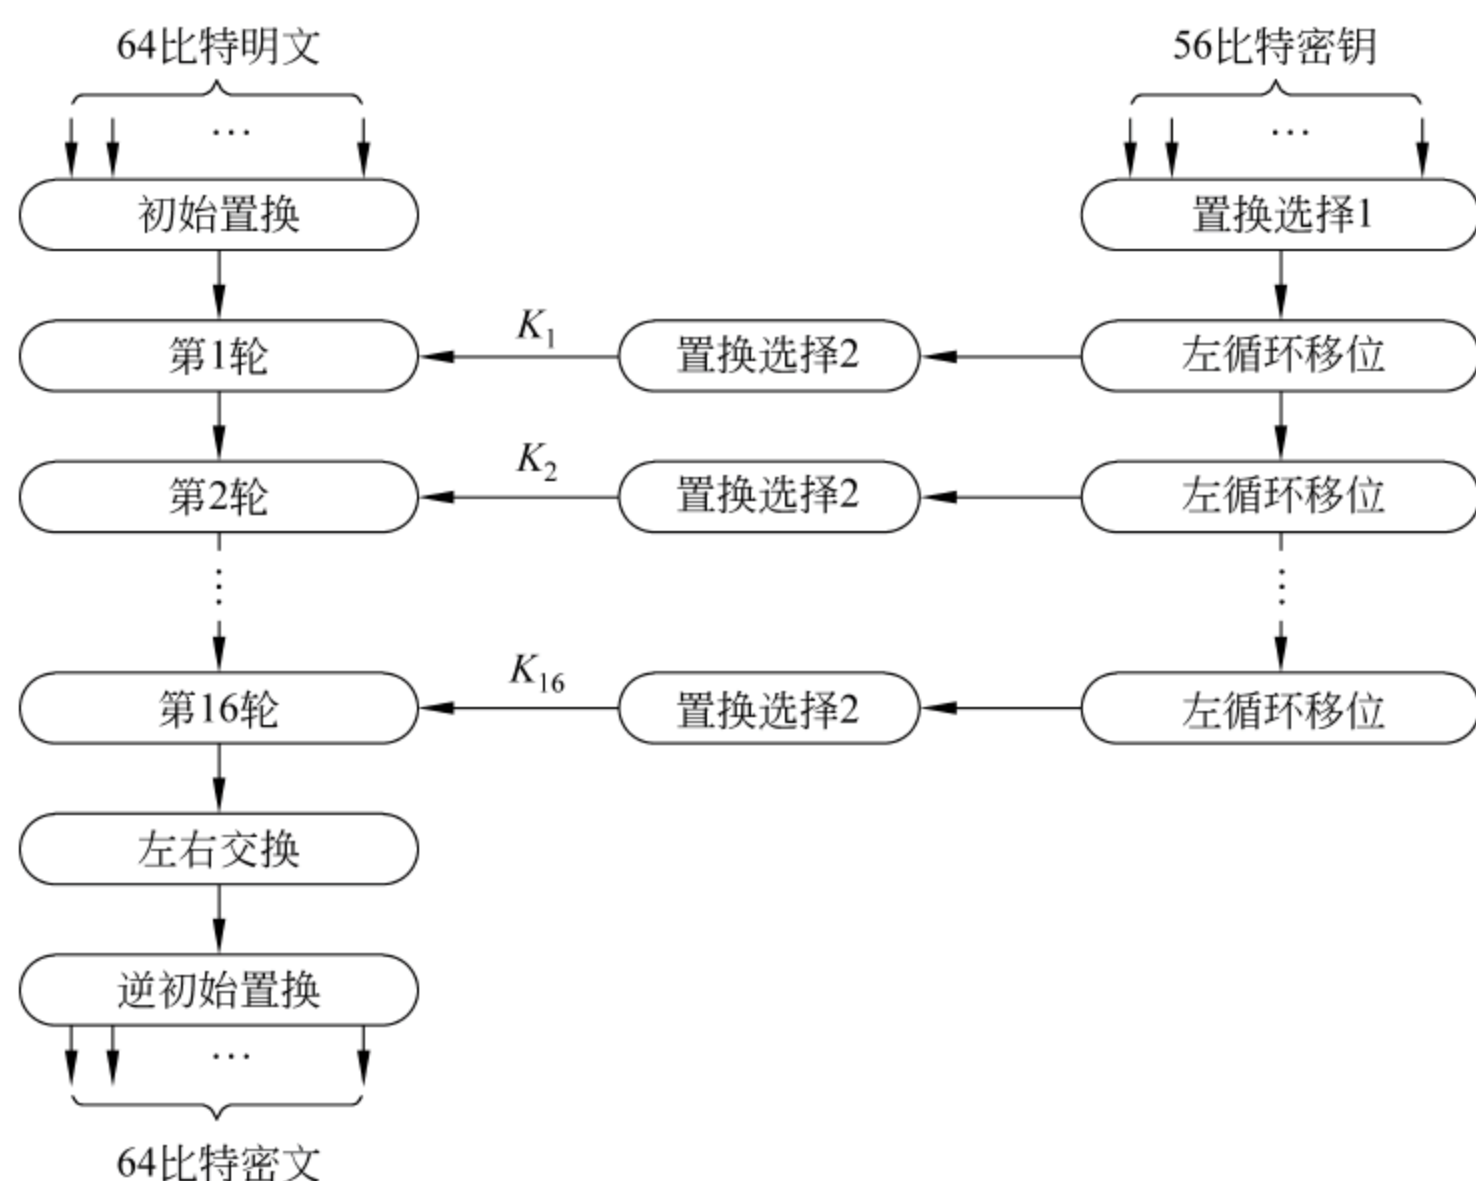 64比特明文
56比特密钥
…
…
初始置换
置换选择1
K1
第1轮
置换选择2
左循环移位
K2
第2轮
置换选择2
左循环移位
⋮
⋮
K16
第16轮
置换选择2
左循环移位
左右交换
逆初始置换
…
64比特密文